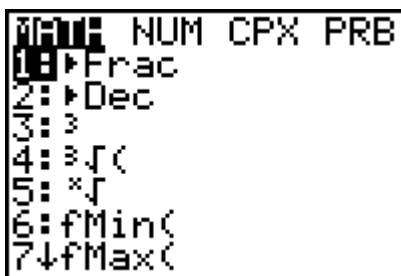 MATH NUM CPX PRB
1:►Frac
2:►Dec
3:³
4:³√(
5:ˣ√
6:fMin(
7↓fMax(